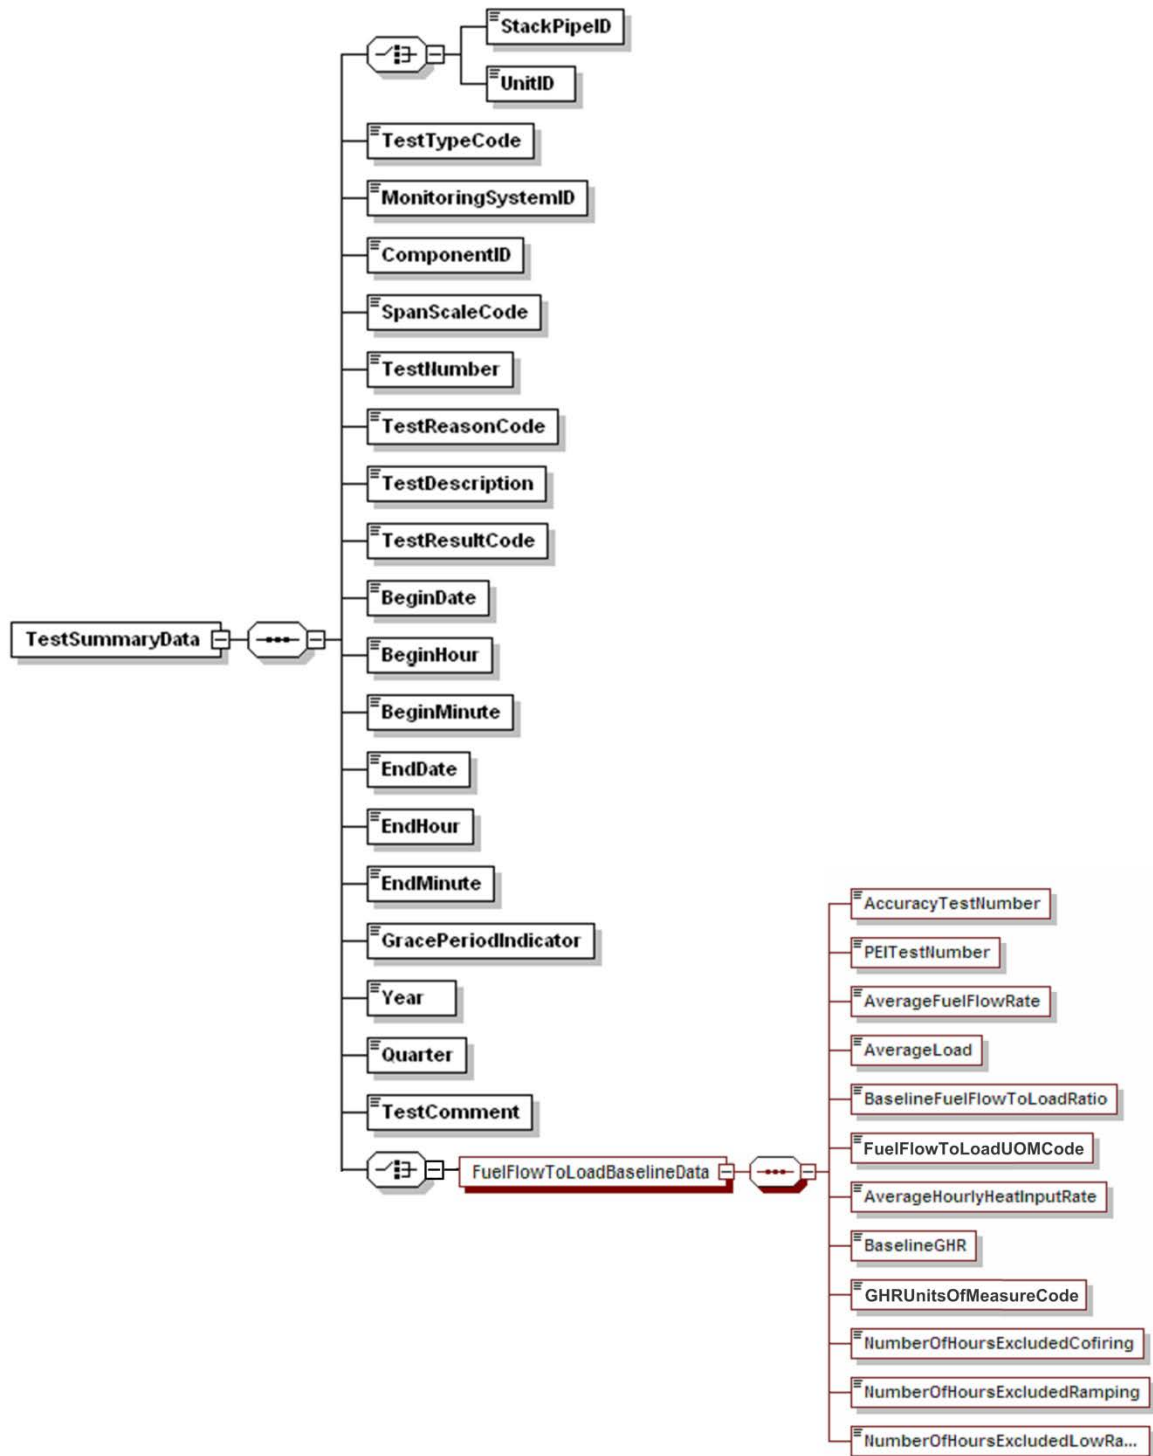 StackPipeID
UnitID
TestTypeCode
MonitoringSystemID
ComponentID
SpanScaleCode
TestNumber
TestReasonCode
TestDescription
TestResultCode
BeginDate
TestSummaryData
BeginHour
BeginMinute
EndDate
EndHour
EndMinute
GracePeriodIndicator
Year
Quarter
TestComment
FuelFlowToLoadBaselineData
AccuracyTestNumber
PEITestNumber
AverageFuelFlowRate
AverageLoad
BaselineFuelFlowToLoadRatio
FuelFlowToLoadUOMCode
AverageHourlyHeatInputRate
BaselineGHR
GHRUnitsOfMeasureCode
NumberOfHoursExcludedCofiring
NumberOfHoursExcludedRamping
NumberOfHoursExcludedLowRa...